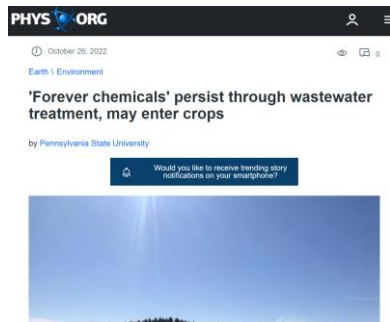 PHYS ORG
October 26, 2022
0
Earth \ Environment
'Forever chemicals' persist through wastewater
treatment, may enter crops
by Pennsylvania State University
Would you like to receive trending story
notifications on your smartphone?